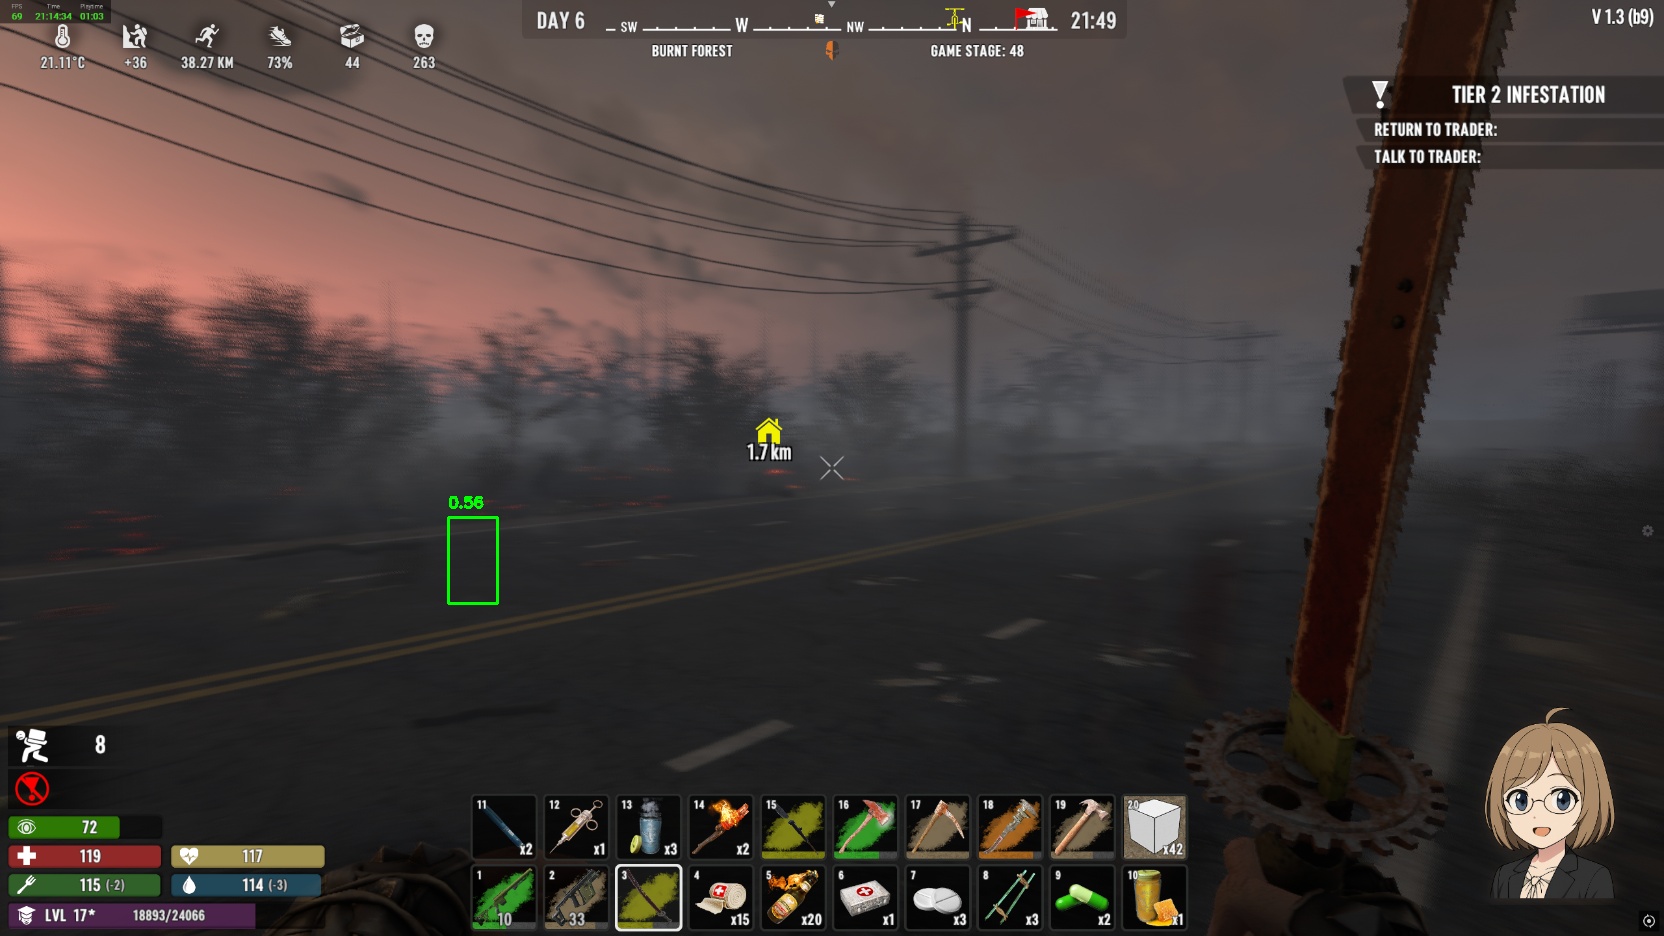 FPS Time Playtime
69 21:14:34 01:03
DAY 6
SW W NW N
21:49
V 1.3 (b9)
BURNT FOREST
GAME STAGE: 48
21.11°C +36 38.27 KM 73% 44 263
TIER 2 INFESTATION
RETURN TO TRADER:
TALK TO TRADER:
1.7 km
0.56
8
72
119 117
115 (-2) 114 (-3)
LVL 17* 18893/24066
11 x2
12 x1
13 x3
14 x2
15
16
17
18
19
20 x42
1 10
2 33
3
4 x15
5 x20
6 x1
7 x3
8 x3
9 x2
10 x1